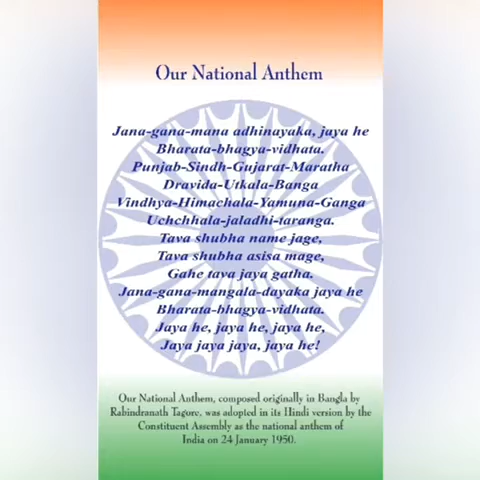 Our National Anthem
Jana-gana-mana adhinayaka, jaya he
Bharata-bhagya-vidhata.
Punjab-Sindh-Gujarat-Maratha
Dravida-Utkala-Banga
Vindhya-Himachala-Yamuna-Ganga
Uchchhala-jaladhi-taranga.
Tava shubha name jage,
Tava shubha asisa mage,
Gahe tava jaya gatha.
Jana-gana-mangala-dayaka jaya he
Bharata-bhagya-vidhata.
Jaya he, jaya he, jaya he,
Jaya jaya jaya, jaya he!
Our National Anthem, composed originally in Bangla by
Rabindranath Tagore, was adopted in its Hindi version by the
Constituent Assembly as the national anthem of
India on 24 January 1950.